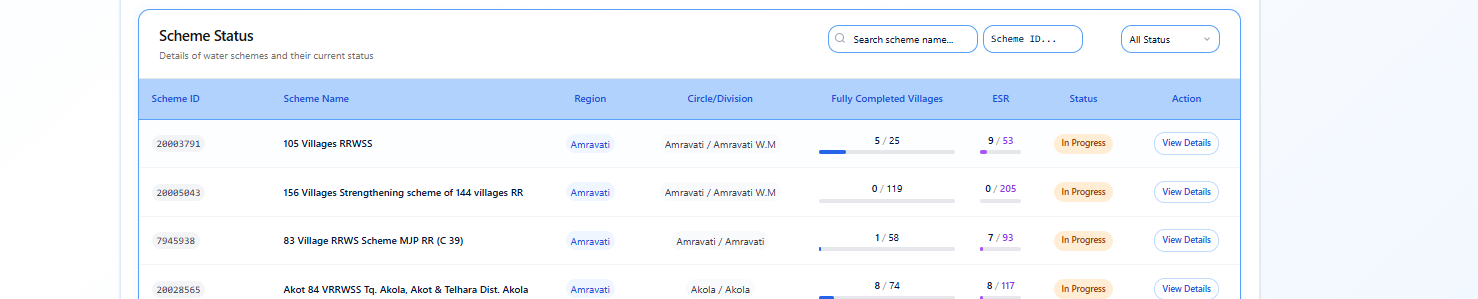 Scheme Status
Details of water schemes and their current status
Search scheme name...
Scheme ID...
All Status
Scheme ID Scheme Name Region Circle/Division Fully Completed Villages ESR Status Action
20003791 105 Villages RRWSS Amravati Amravati / Amravati W.M 5 / 25 9 / 53 In Progress View Details
20005043 156 Villages Strengthening scheme of 144 villages RR Amravati Amravati / Amravati W.M 0 / 119 0 / 205 In Progress View Details
7945938 83 Village RRWS Scheme MJP RR (C 39) Amravati Amravati / Amravati 1 / 58 7 / 93 In Progress View Details
20028565 Akot 84 VRRWSS Tq. Akola, Akot & Telhara Dist. Akola Amravati Akola / Akola 8 / 74 8 / 117 In Progress View Details